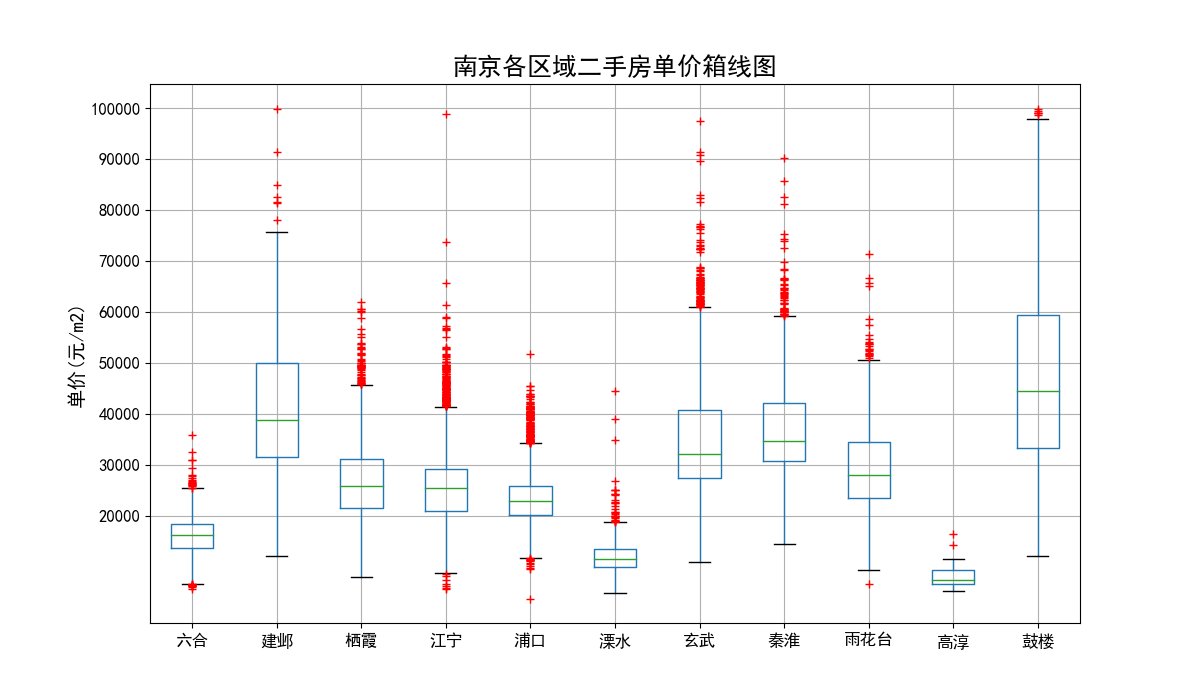 南京各区域二手房单价箱线图
单价(元/m2)
100000
90000
80000
70000
60000
50000
40000
30000
20000
六合
建邺
栖霞
江宁
浦口
溧水
玄武
秦淮
雨花台
高淳
鼓楼